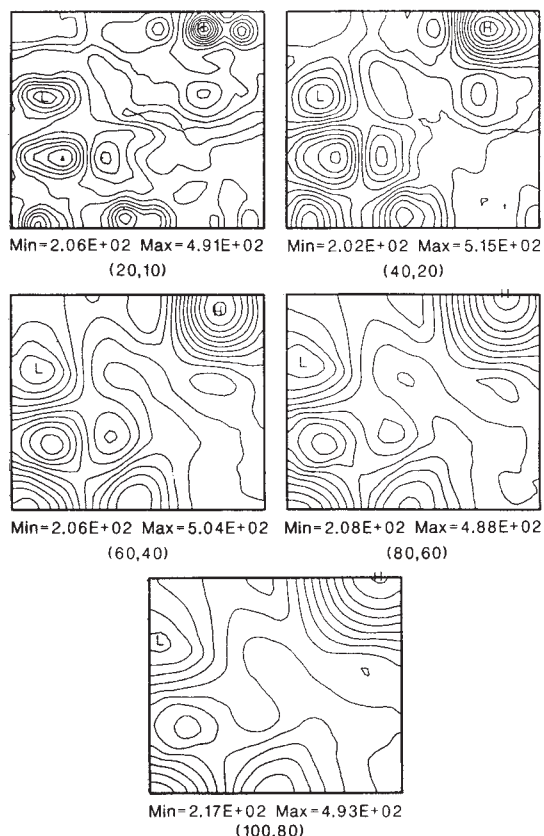 H
L
Min=2.06E+02 Max=4.91E+02
(20,10)
H
L
Min=2.02E+02 Max=5.15E+02
(40,20)
H
L
Min=2.06E+02 Max=5.04E+02
(60,40)
H
L
Min=2.08E+02 Max=4.88E+02
(80,60)
H
L
Min=2.17E+02 Max=4.93E+02
(100,80)